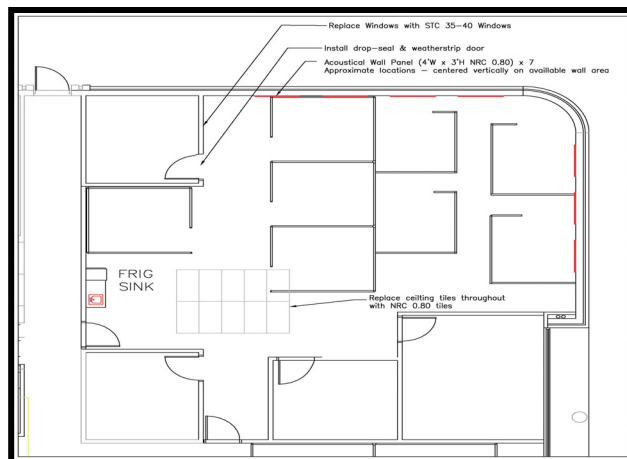 Replace Windows with STC 35-40 Windows
Install drop-seal & weatherstrip door
Acoustical Wall Panel (4'W x 3'H NRC 0.80) x 7
Approximate locations - centered vertically on availlable wall area
FRIG
SINK
Replace ceilting tiles throughout
with NRC 0.80 tiles